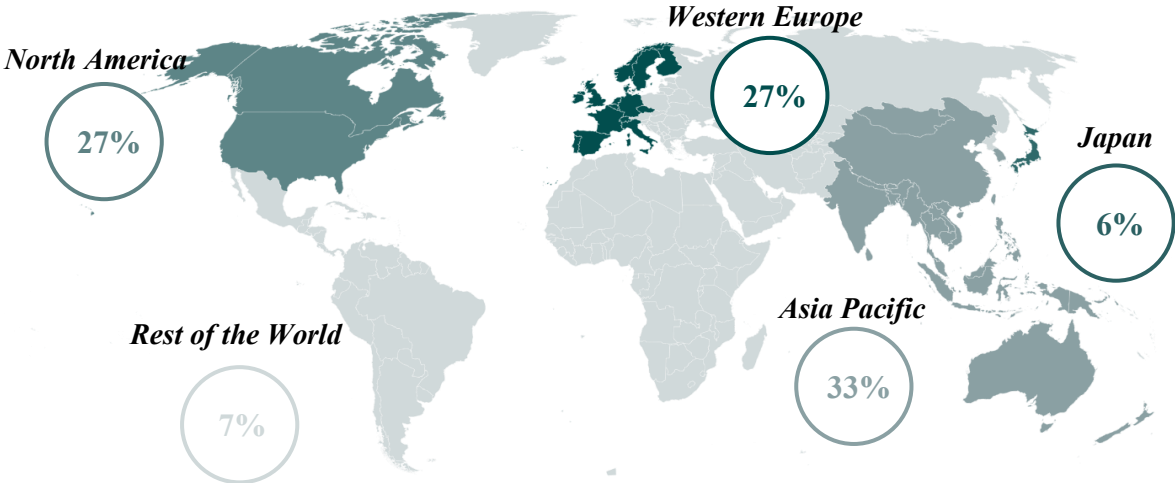 Western Europe
27%
North America
27%
Japan
6%
Asia Pacific
33%
Rest of the World
7%